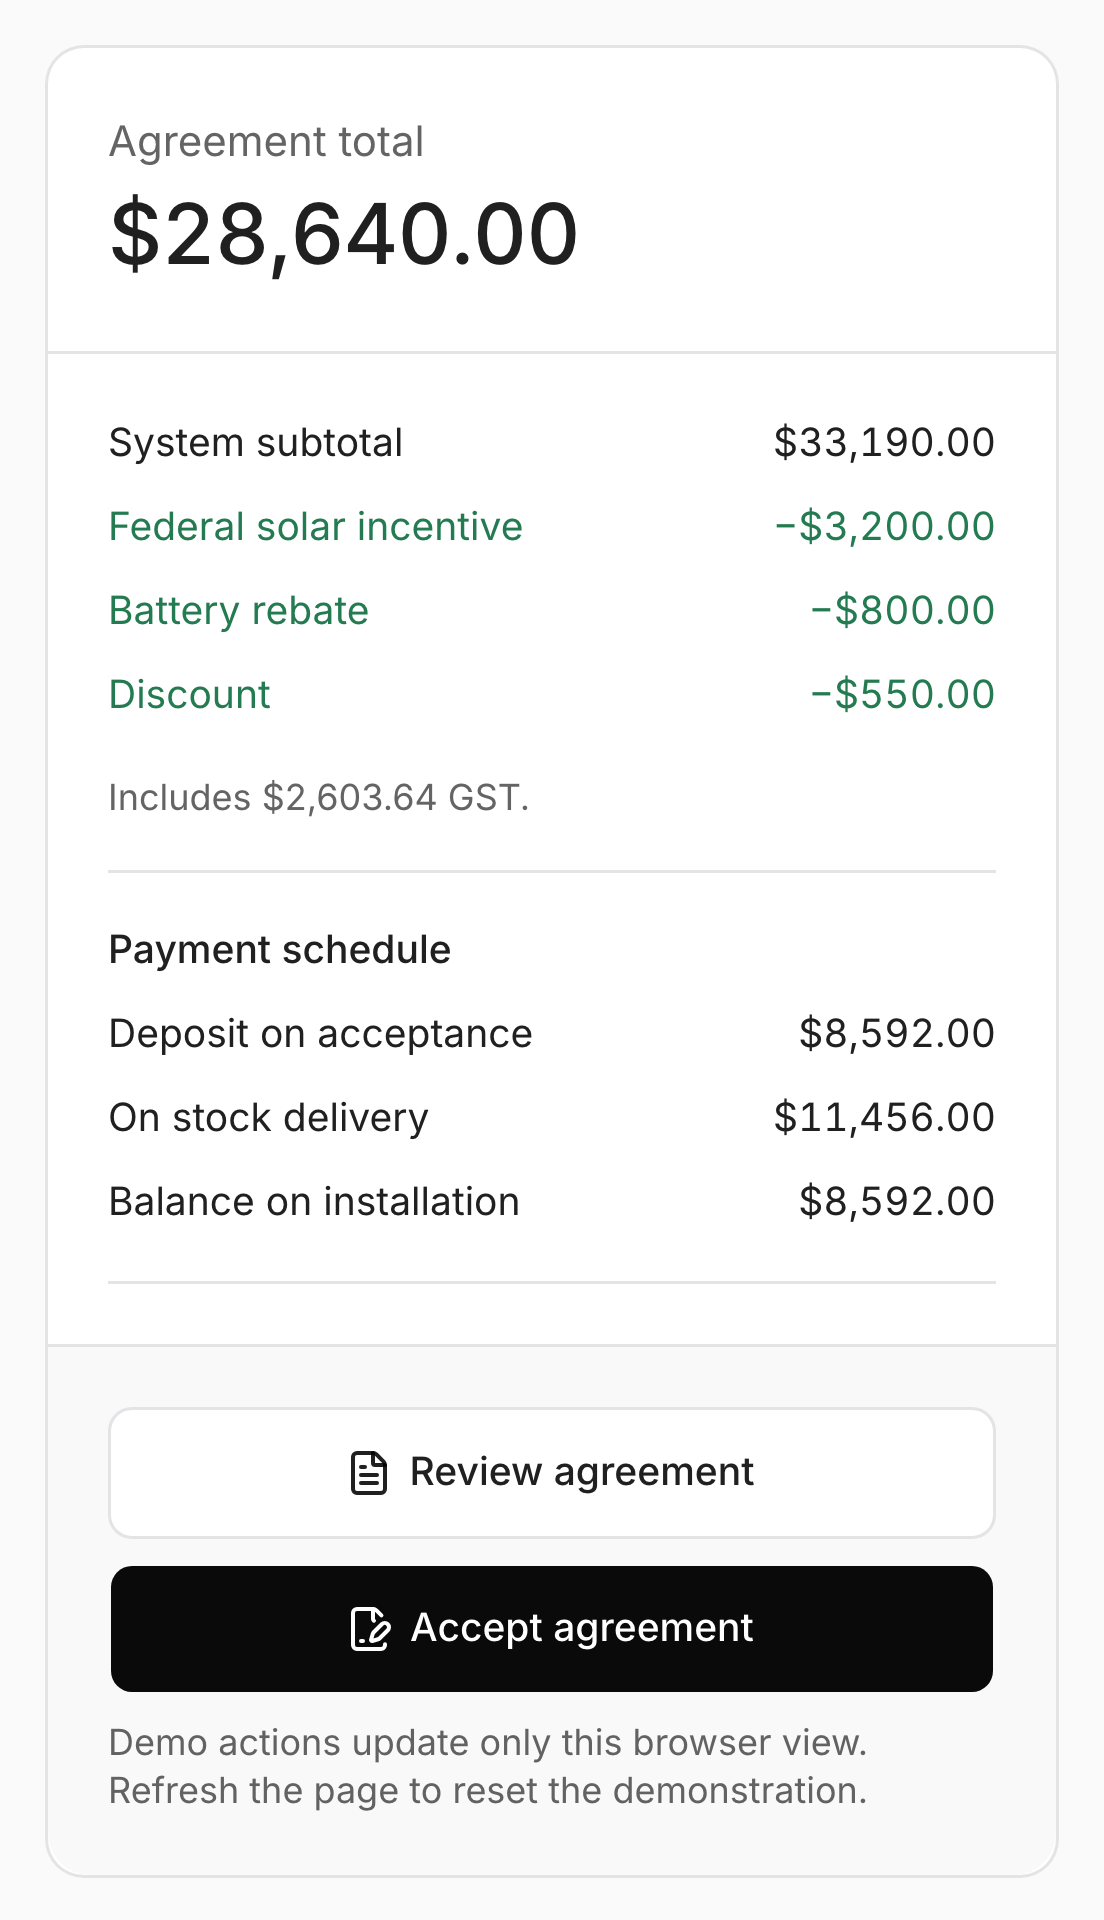 Agreement total
$28,640.00
System subtotal $33,190.00
Federal solar incentive −$3,200.00
Battery rebate −$800.00
Discount −$550.00
Includes $2,603.64 GST.
Payment schedule
Deposit on acceptance $8,592.00
On stock delivery $11,456.00
Balance on installation $8,592.00
Review agreement
Accept agreement
Demo actions update only this browser view.
Refresh the page to reset the demonstration.